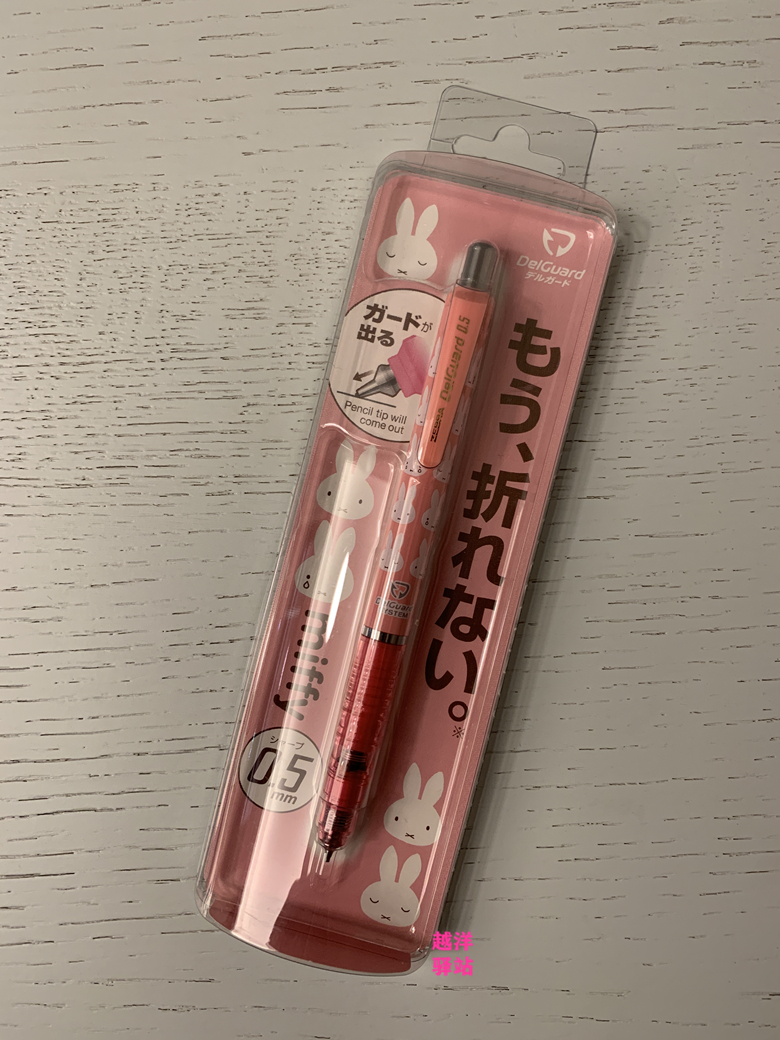 DelGuard
デルガード
ガードが
出る
Pencil tip will
come out
ZEBRA DelGuard 0.5
もう、折れない。※
DelGuard
SYSTEM
miffy
シャープ
0.5
mm
越洋
驿站